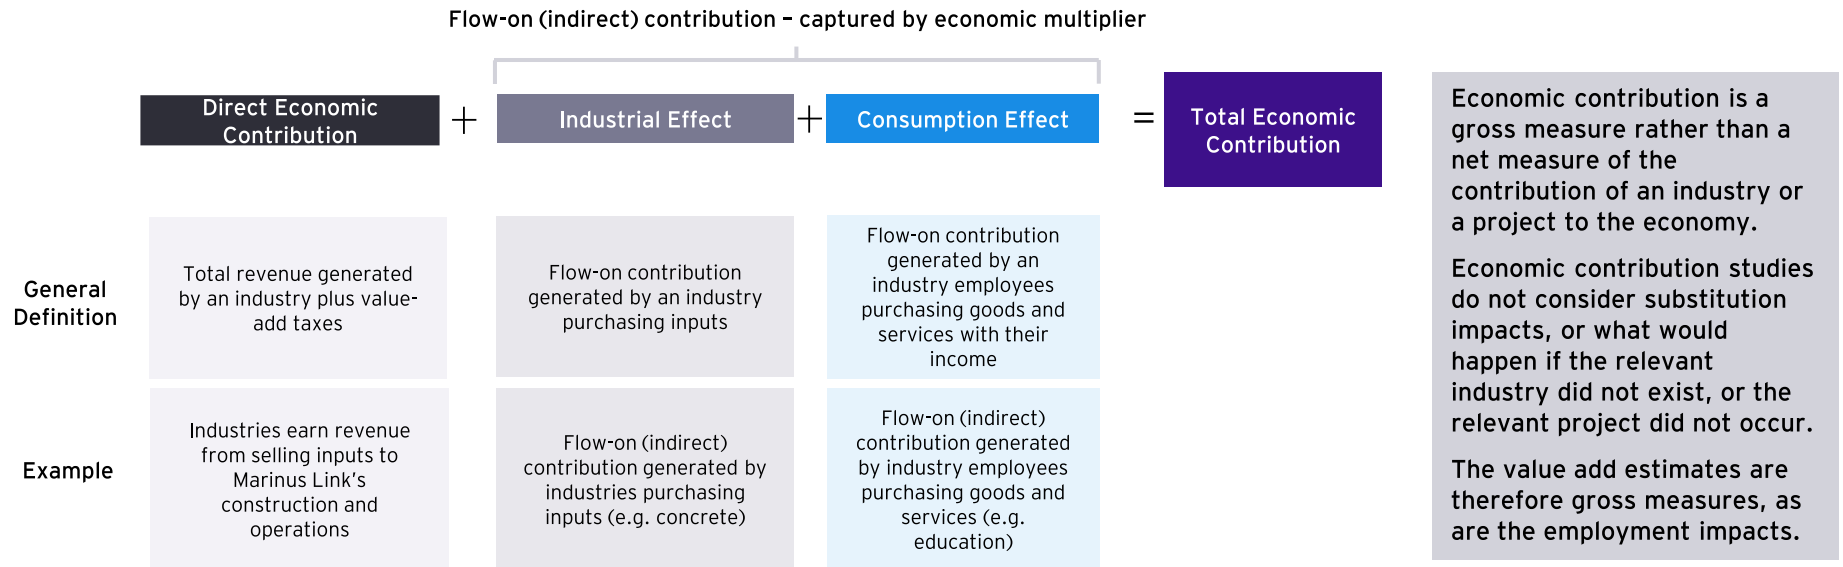 Flow-on (indirect) contribution – captured by economic multiplier
Direct Economic
Contribution
+
Industrial Effect
+
Consumption Effect
=
Total Economic
Contribution
General
Definition
Total revenue generated
by an industry plus value-
add taxes
Flow-on contribution
generated by an industry
purchasing inputs
Flow-on contribution
generated by an
industry employees
purchasing goods and
services with their
income
Example
Industries earn revenue
from selling inputs to
Marinus Link's
construction and
operations
Flow-on (indirect)
contribution generated by
industries purchasing
inputs (e.g. concrete)
Flow-on (indirect)
contribution generated
by industry employees
purchasing goods and
services (e.g.
education)
Economic contribution is a
gross measure rather than a
net measure of the
contribution of an industry or
a project to the economy.
Economic contribution studies
do not consider substitution
impacts, or what would
happen if the relevant
industry did not exist, or the
relevant project did not occur.
The value add estimates are
therefore gross measures, as
are the employment impacts.